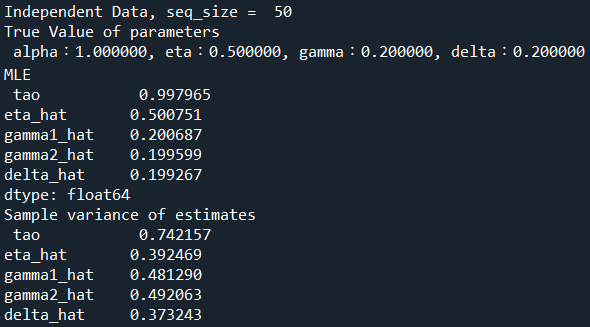 Independent Data, seq_size =  50
True Value of parameters
 alpha：1.000000, eta：0.500000, gamma：0.200000, delta：0.200000
MLE
 tao           0.997965
eta_hat       0.500751
gamma1_hat    0.200687
gamma2_hat    0.199599
delta_hat     0.199267
dtype: float64
Sample variance of estimates
 tao           0.742157
eta_hat       0.392469
gamma1_hat    0.481290
gamma2_hat    0.492063
delta_hat     0.373243